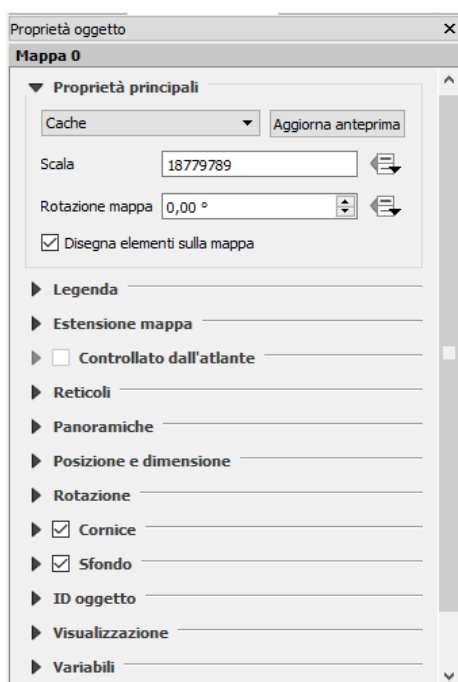 Proprietà oggetto
Mappa 0
Proprietà principali
Cache Aggiorna anteprima
Scala 18779789
Rotazione mappa 0,00 °
Disegna elementi sulla mappa
Legenda
Estensione mappa
Controllato dall'atlante
Reticoli
Panoramiche
Posizione e dimensione
Rotazione
Cornice
Sfondo
ID oggetto
Visualizzazione
Variabili